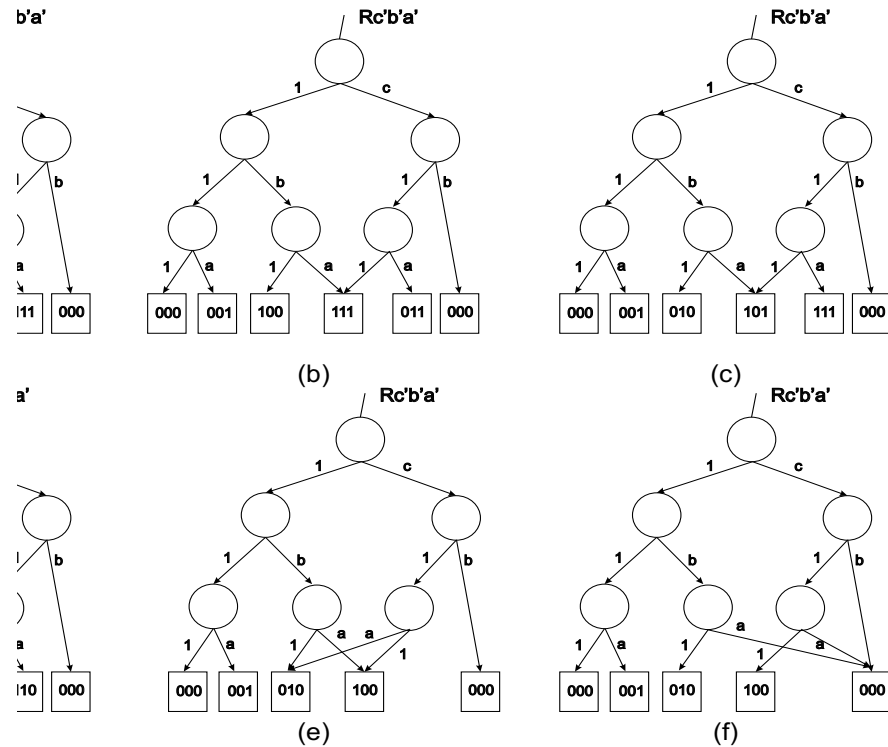 b'a' Rc'b'a' Rc'b'a'
1 c 1 c
1 b 1 b 1 b 1 b
b
1 a 1 a 1 a 1 a 1 a 1 a
a
111 000 000 001 100 111 011 000 000 001 010 101 111 000
(b) (c)
a' Rc'b'a' Rc'b'a'
1 c 1 c
1 b 1 b 1 b 1 b
b
1 a 1 a a 1 1 a 1 a 1 a
a
110 000 000 001 010 100 000 000 001 010 100 000
(e) (f)